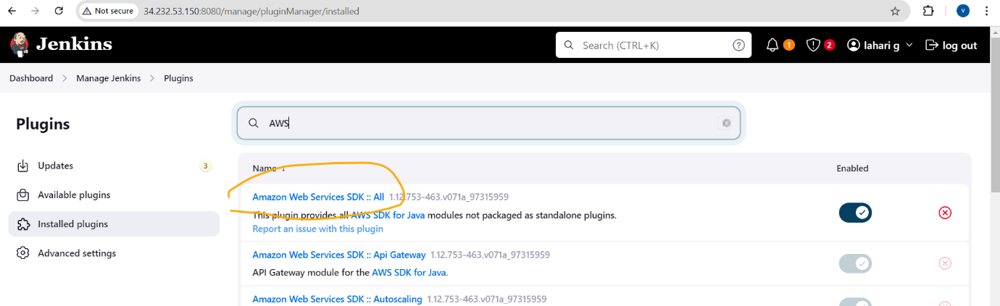 Not secure 34.232.53.150:8080/manage/pluginManager/installed V
Jenkins Search (CTRL+K) 1 2 lahari g log out
Dashboard Manage Jenkins Plugins
Plugins
AWS
Updates 3
Available plugins
Installed plugins
Advanced settings
Name ↓ Enabled
Amazon Web Services SDK :: All 1.12.753-463.v071a_97315959
This plugin provides all AWS SDK for Java modules not packaged as standalone plugins.
Report an issue with this plugin
Amazon Web Services SDK :: Api Gateway 1.12.753-463.v071a_97315959
API Gateway module for the AWS SDK for Java.
Amazon Web Services SDK :: Autoscaling 1.12.753-463.v071a_97315959